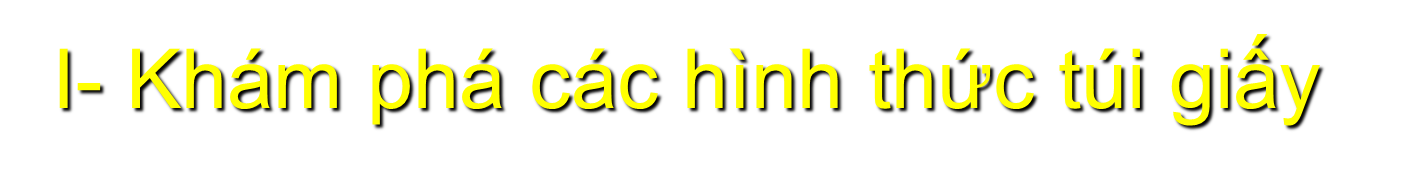 I- Khám phá các hình thức túi giấy